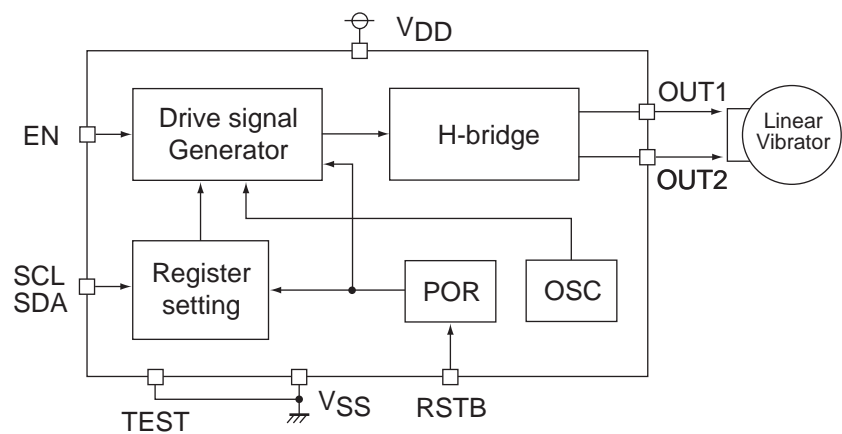 VDD
EN
Drive signal
Generator
H-bridge
OUT1
OUT2
Linear
Vibrator
SCL
SDA
Register
setting
POR
OSC
TEST
VSS
RSTB